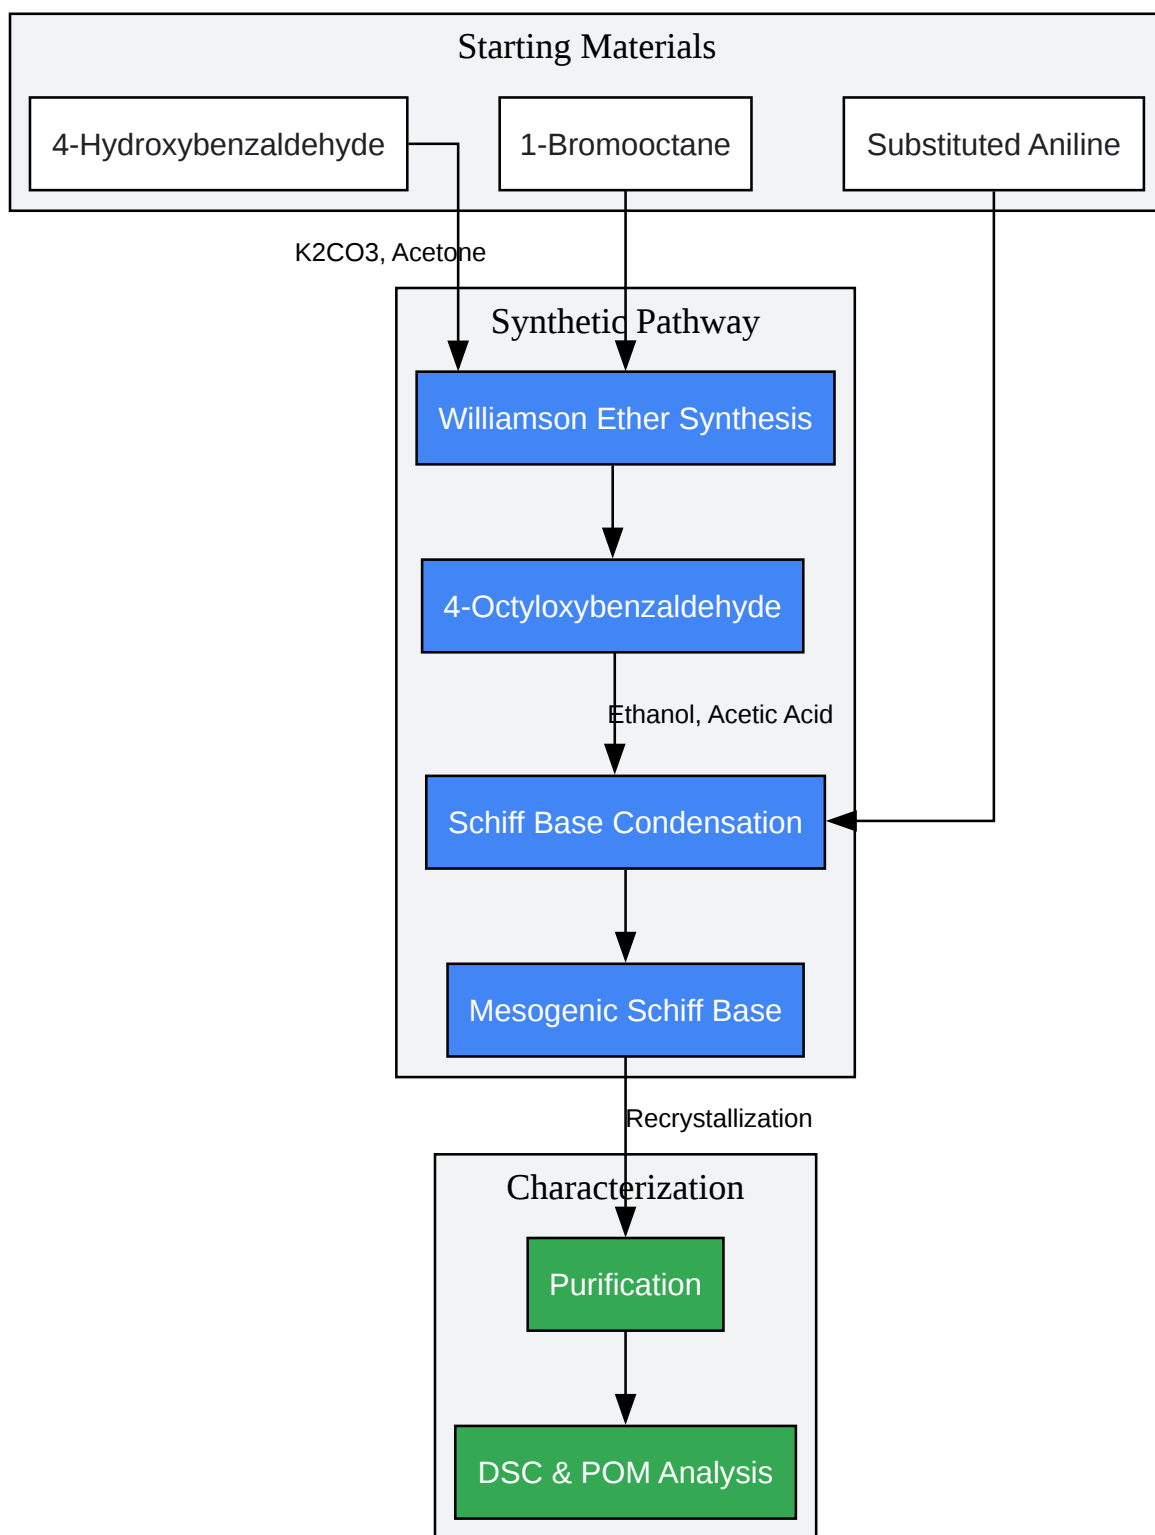 Starting Materials
4-Hydroxybenzaldehyde
1-Bromooctane
Substituted Aniline
K2CO3, Acetone
Synthetic Pathway
Williamson Ether Synthesis
4-Octyloxybenzaldehyde
Ethanol, Acetic Acid
Schiff Base Condensation
Mesogenic Schiff Base
Recrystallization
Characterization
Purification
DSC & POM Analysis